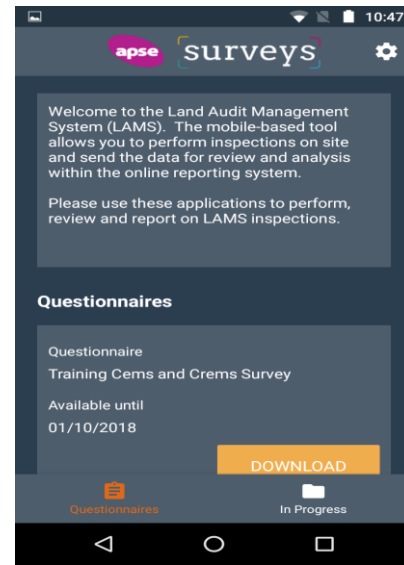 10:47
apse surveys
Welcome to the Land Audit Management
System (LAMS).  The mobile-based tool
allows you to perform inspections on site
and send the data for review and analysis
within the online reporting system.
Please use these applications to perform,
review and report on LAMS inspections.
Questionnaires
Questionnaire
Training Cems and Crems Survey
Available until
01/10/2018
DOWNLOAD
Questionnaires In Progress